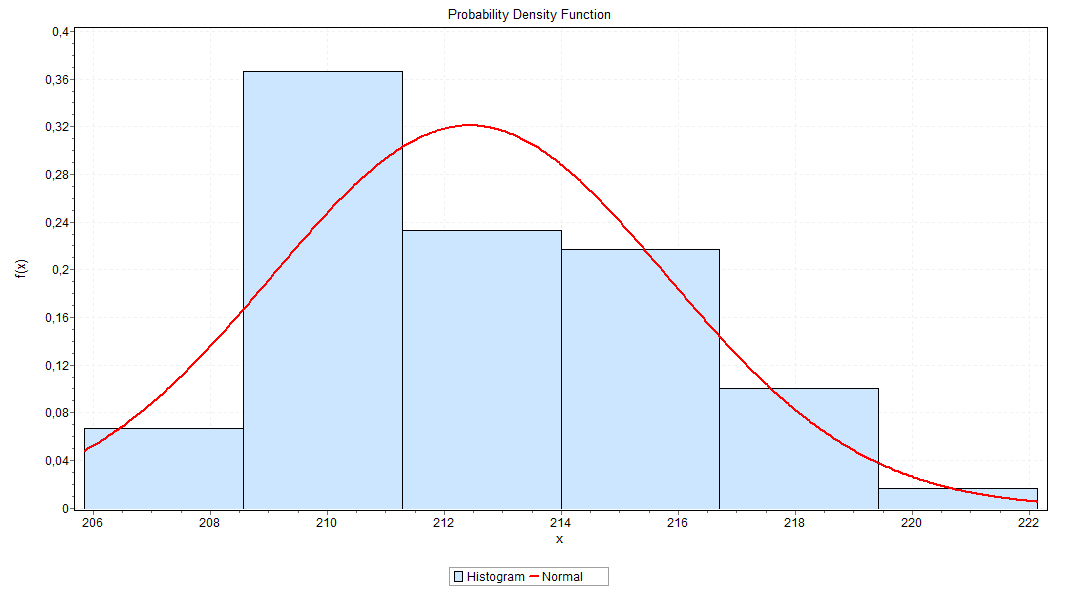 Probability Density Function
0,4
0,36
0,32
0,28
0,24
0,2
0,16
0,12
0,08
0,04
0
f(x)
206 208 210 212 214 216 218 220 222
x
Histogram Normal